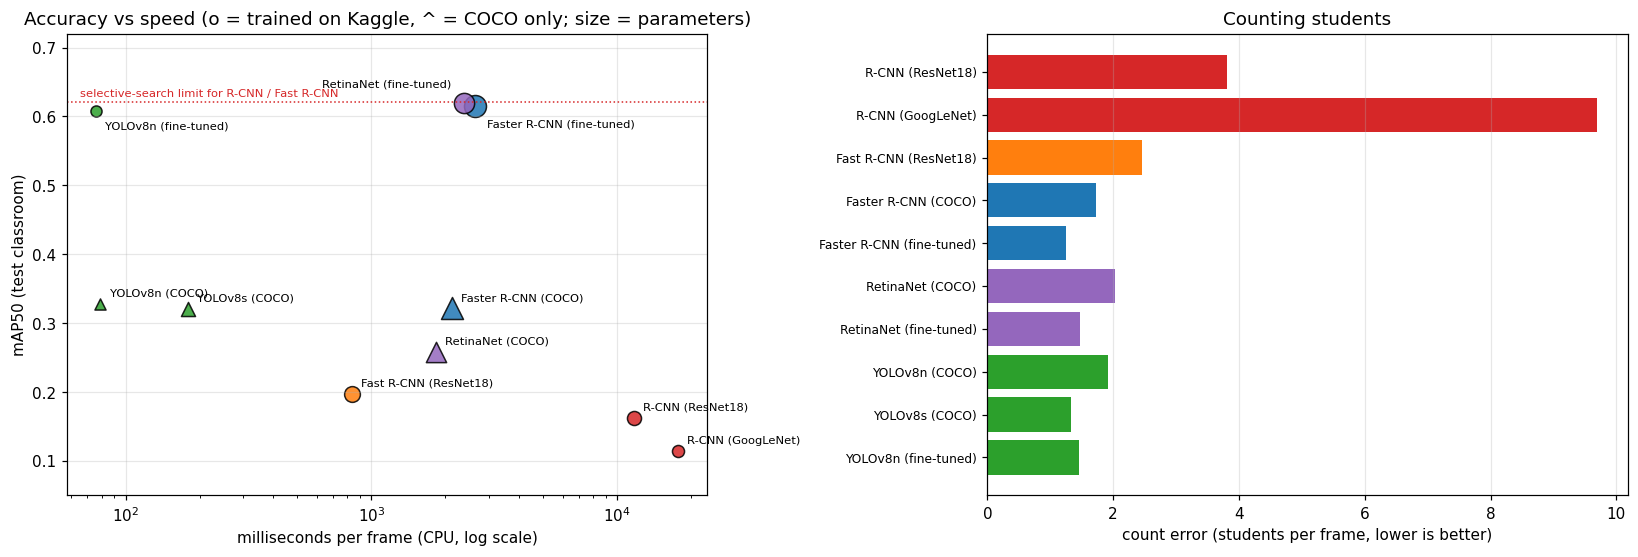 Accuracy vs speed (o = trained on Kaggle, ^ = COCO only; size = parameters)
mAP50 (test classroom)
0.7
0.6
0.5
0.4
0.3
0.2
0.1
RetinaNet (fine-tuned)
selective-search limit for R-CNN / Fast R-CNN
YOLOv8n (fine-tuned)
Faster R-CNN (fine-tuned)
YOLOv8n (COCO)
YOLOv8s (COCO)
Faster R-CNN (COCO)
RetinaNet (COCO)
Fast R-CNN (ResNet18)
R-CNN (ResNet18)
R-CNN (GoogLeNet)
10² 10³ 10⁴
milliseconds per frame (CPU, log scale)
Counting students
R-CNN (ResNet18)
R-CNN (GoogLeNet)
Fast R-CNN (ResNet18)
Faster R-CNN (COCO)
Faster R-CNN (fine-tuned)
RetinaNet (COCO)
RetinaNet (fine-tuned)
YOLOv8n (COCO)
YOLOv8s (COCO)
YOLOv8n (fine-tuned)
0 2 4 6 8 10
count error (students per frame, lower is better)